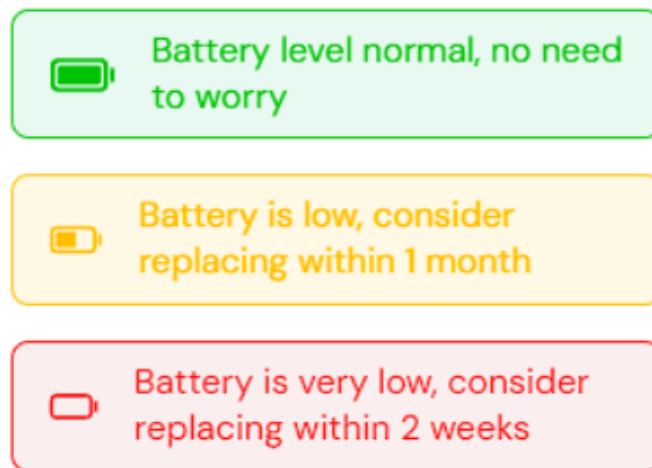 Battery level normal, no need
to worry
Battery is low, consider
replacing within 1 month
Battery is very low, consider
replacing within 2 weeks